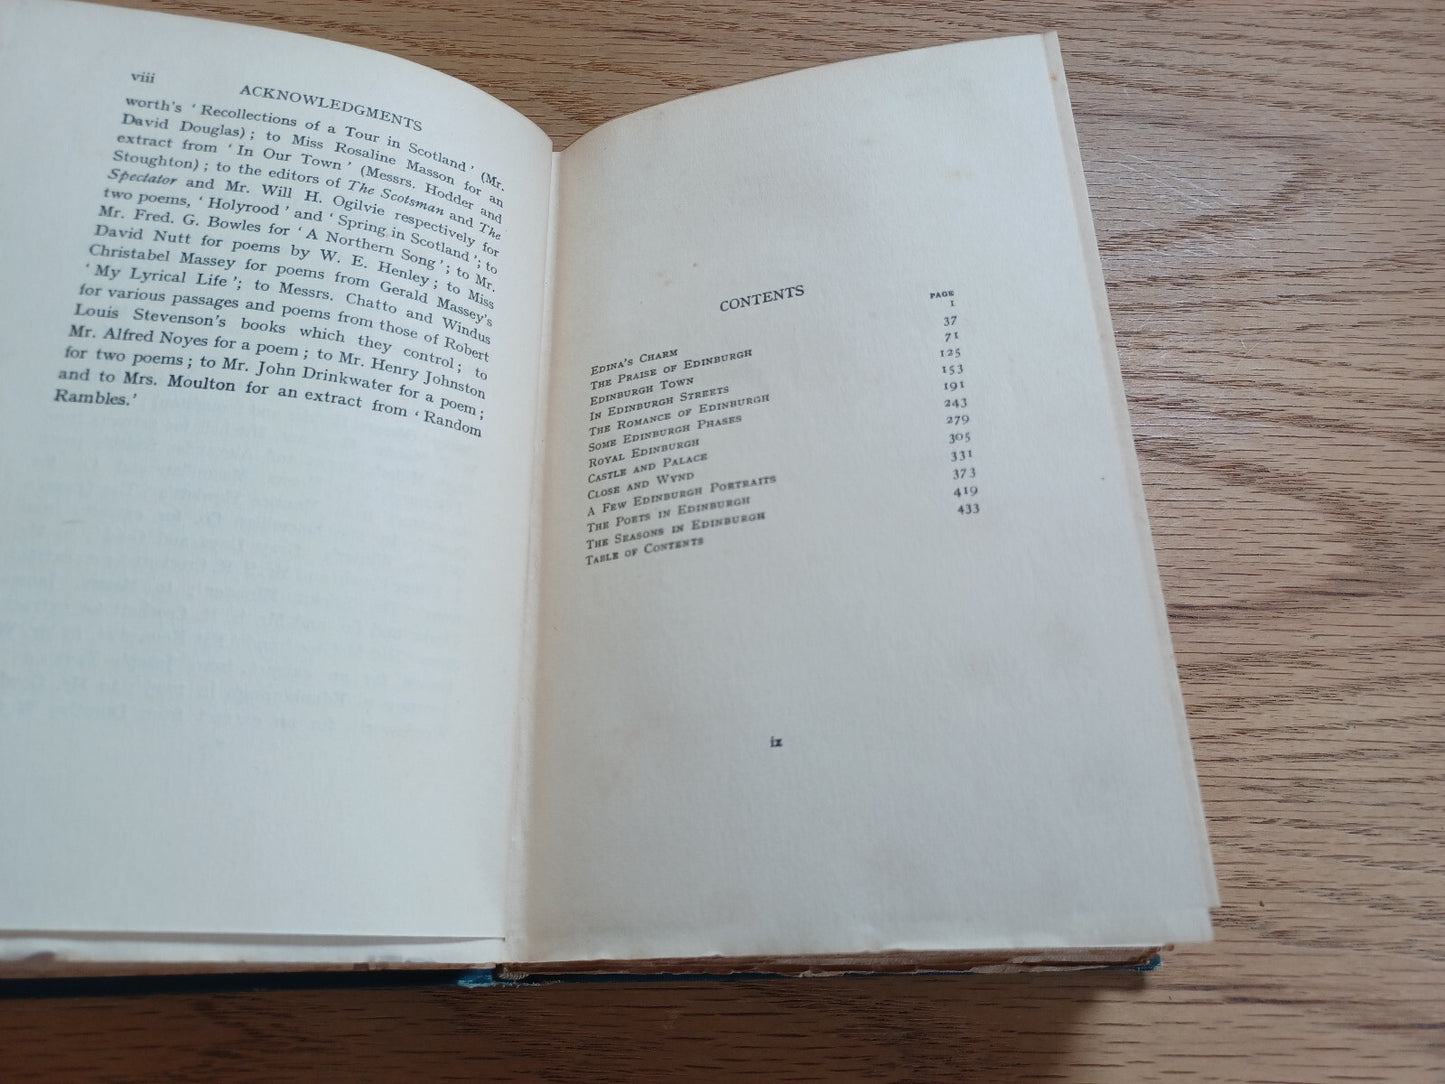 viii
ACKNOWLEDGMENTS
worth's ' Recollections of a Tour in Scotland ' (Mr.
David Douglas) ; to Miss Rosaline Masson for an
extract from ' In Our Town ' (Messrs. Hodder and
Stoughton) ; to the editors of The Scotsman and The
Spectator and Mr. Will H. Ogilvie respectively for
two poems, ' Holyrood ' and ' Spring in Scotland '; to
Mr. Fred. G. Bowles for ' A Northern Song '; to Mr.
David Nutt for poems by W. E. Henley ; to Miss
Christabel Massey for poems from Gerald Massey's
' My Lyrical Life '; to Messrs. Chatto and Windus
for various passages and poems from those of Robert
Louis Stevenson's books which they control ; to
Mr. Alfred Noyes for a poem ; to Mr. Henry Johnston
for two poems ; to Mr. John Drinkwater for a poem ;
and to Mrs. Moulton for an extract from ' Random
Rambles.'
CONTENTS
PAGE
EDINA'S CHARM 1
THE PRAISE OF EDINBURGH 37
EDINBURGH TOWN 71
IN EDINBURGH STREETS 125
THE ROMANCE OF EDINBURGH 153
SOME EDINBURGH PHASES 191
ROYAL EDINBURGH 243
CASTLE AND PALACE 279
CLOSE AND WYND 305
A FEW EDINBURGH PORTRAITS 331
THE POETS IN EDINBURGH 373
THE SEASONS IN EDINBURGH 419
TABLE OF CONTENTS 433
ix